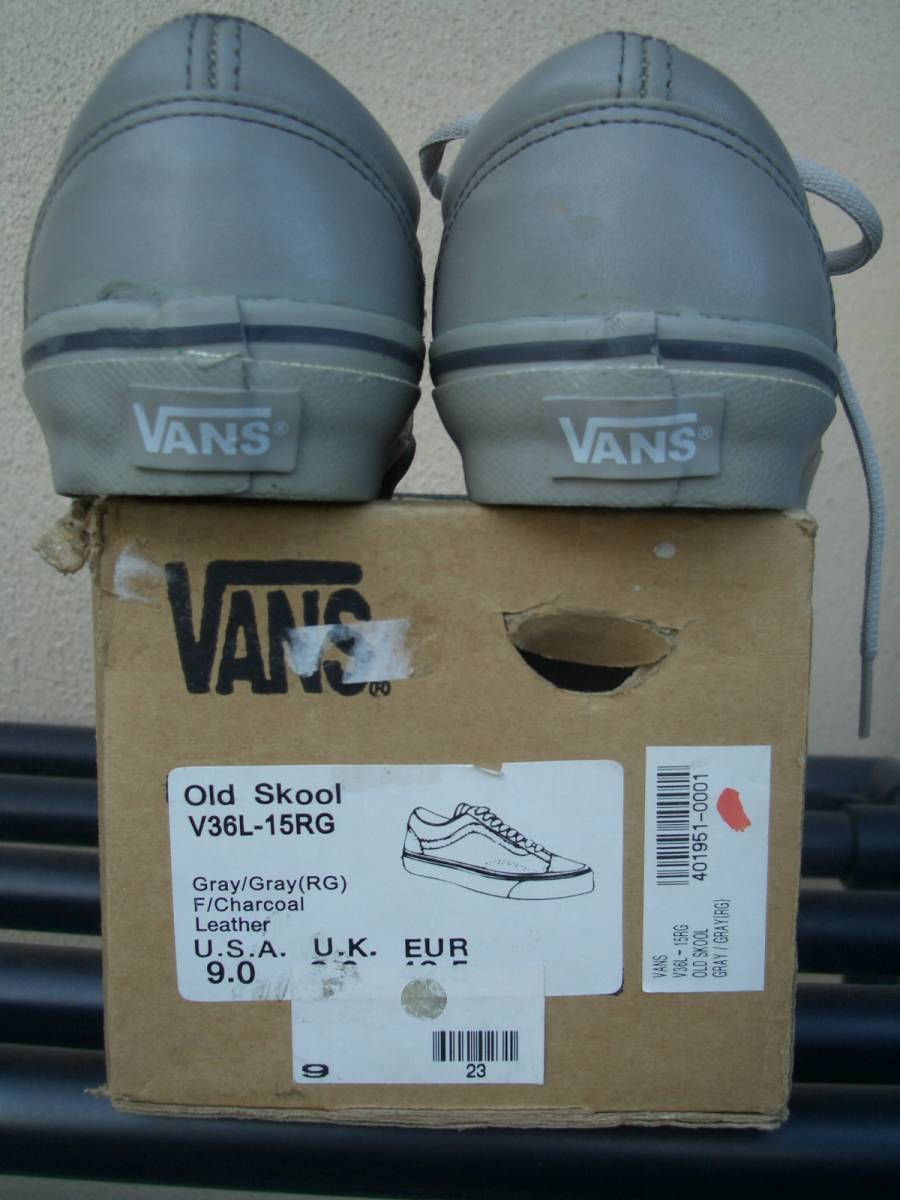 VANS®
VANS®
VANS®
Old Skool
V36L-15RG
Gray/Gray(RG)
F/Charcoal
Leather
U.S.A. U.K. EUR
9.0
9
23
401951-0001
VANS
V36L-15RG
OLD SKOOL
GRAY / GRAY(RG)